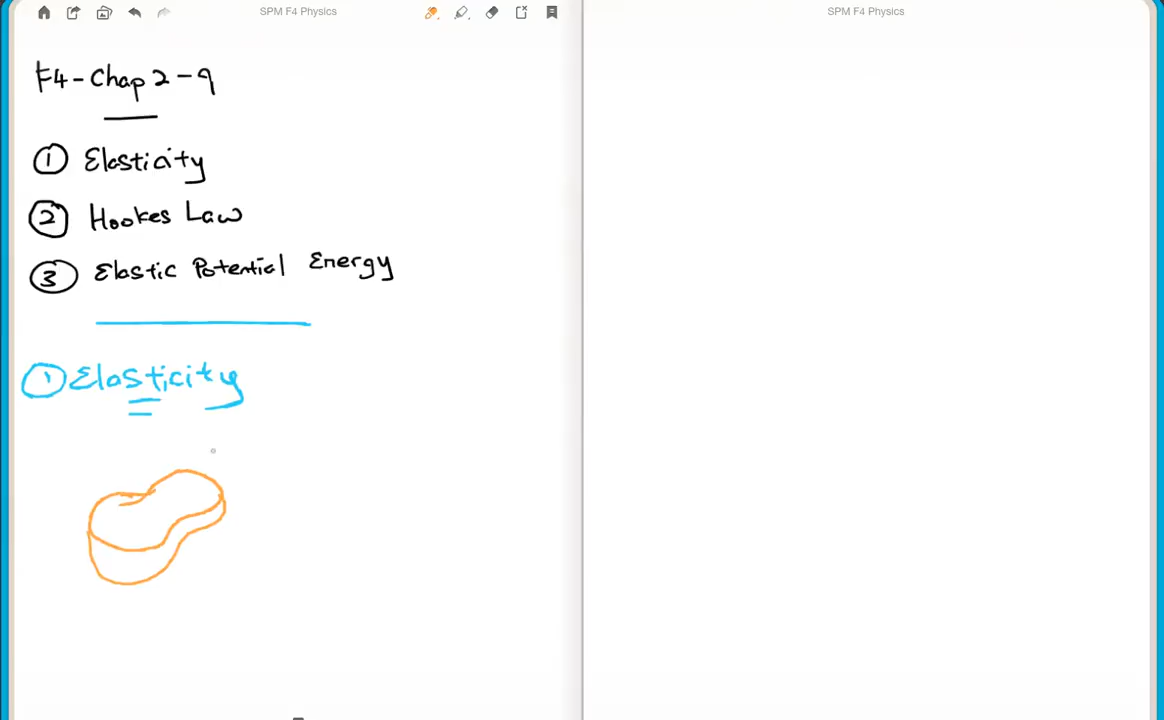 SPM F4 Physics
SPM F4 Physics
F4 - Chap 2 - 9
① Elasticity
② Hookes Law
③ Elastic Potential Energy
① Elasticity